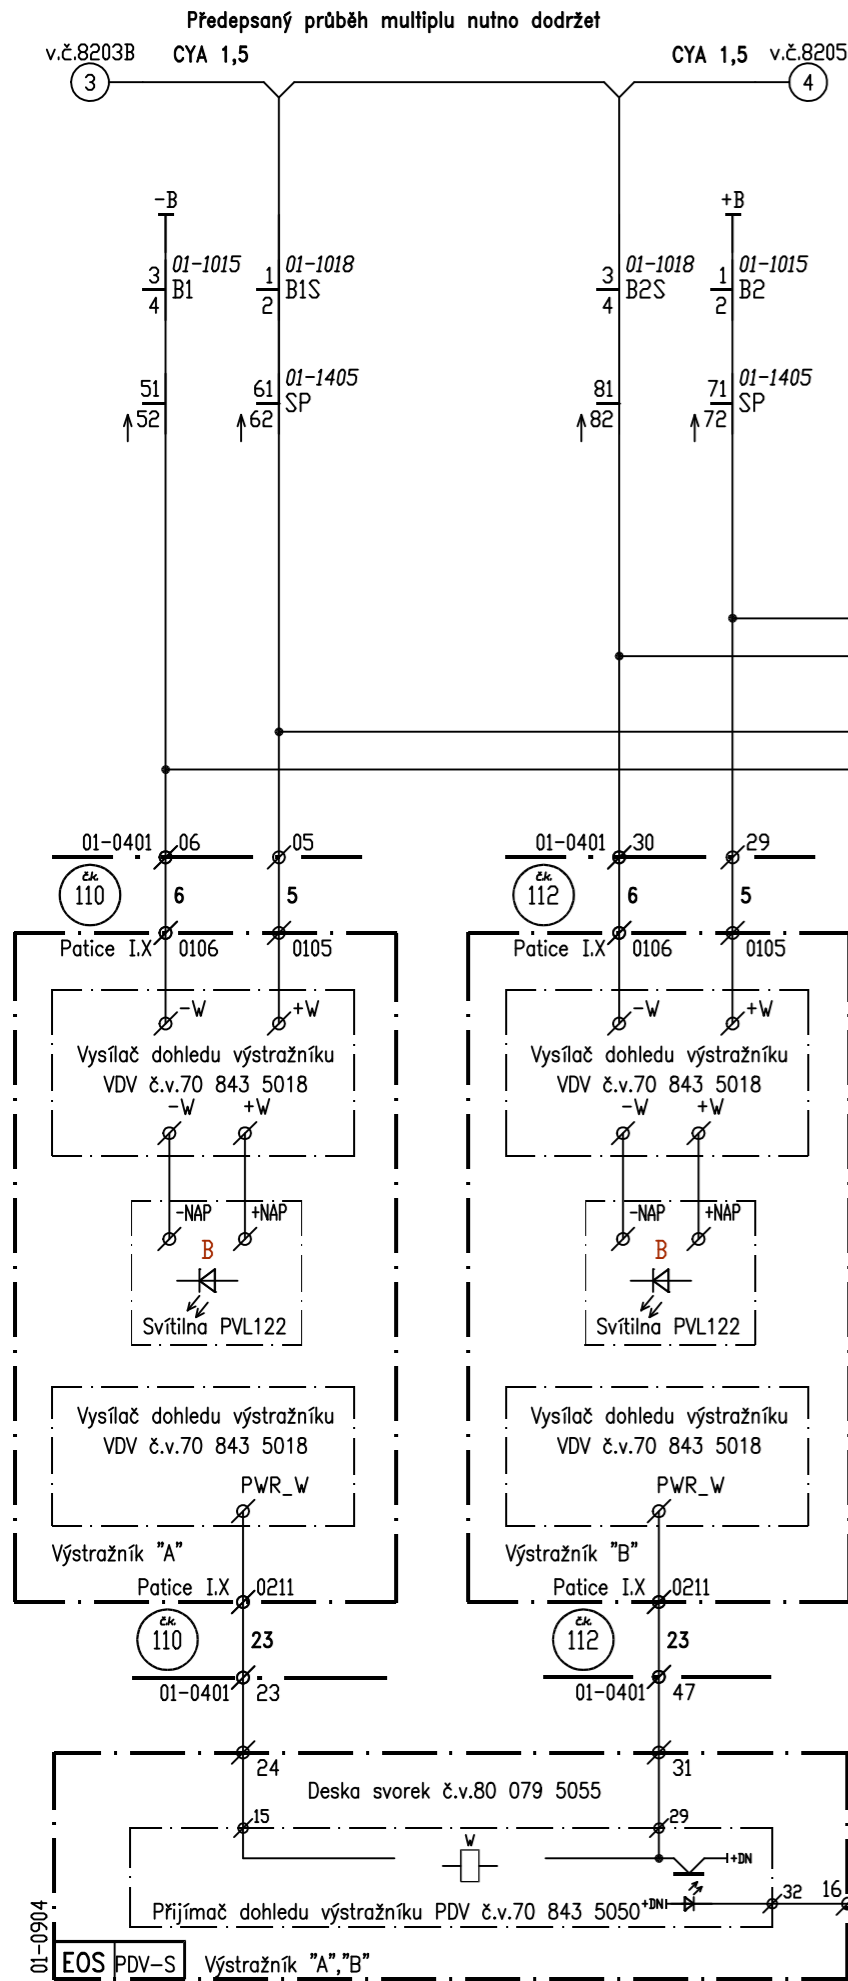 Předepsaný průběh multiplu nutno dodržet
v.č.8203B CYA 1,5 CYA 1,5 v.č.8205
3 4
-B +B
01-1015 01-1018 01-1018 01-1015
3 B1 1 B1S 3 B2S 1 B2
4 2 4 2
01-1405 01-1405
51 61 SP 81 71 SP
52 62 82 72
01-0401 06 05 01-0401 30 29
č.k. č.k.
110 6 5 112 6 5
Patice I.X 0106 0105 Patice I.X 0106 0105
-W +W -W +W
Vysílač dohledu výstražníku Vysílač dohledu výstražníku
VDV č.v.70 843 5018 VDV č.v.70 843 5018
-W +W -W +W
-NAP +NAP -NAP +NAP
B B
Svítilna PVL122 Svítilna PVL122
Vysílač dohledu výstražníku Vysílač dohledu výstražníku
VDV č.v.70 843 5018 VDV č.v.70 843 5018
PWR_W PWR_W
Výstražník "A" Výstražník "B"
Patice I.X 0211 Patice I.X 0211
č.k. č.k.
110 23 112 23
01-0401 23 01-0401 47
24 31
Deska svorek č.v.80 079 5055
15 29
W +DN
+DN 32 16
Přijímač dohledu výstražníku PDV č.v.70 843 5050
01-0904
EOS PDV-S Výstražník "A","B"